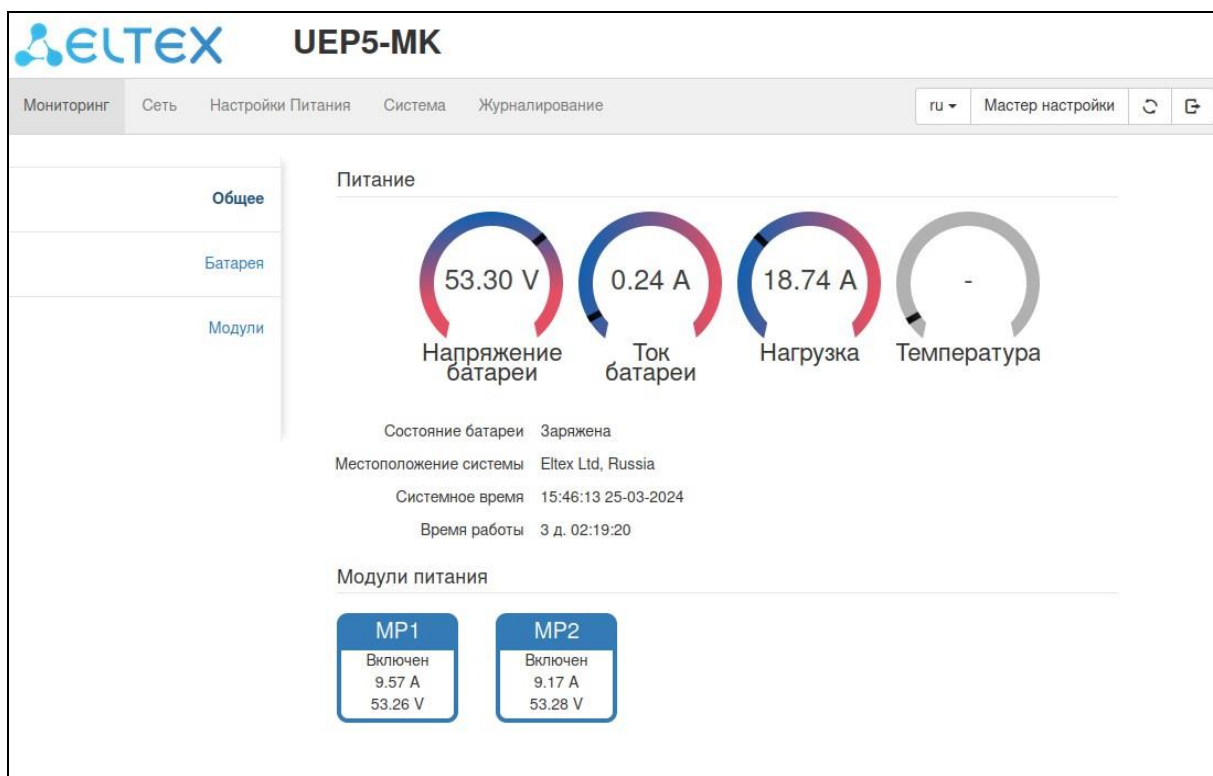 ELTEX
UEP5-MK
Мониторинг Сеть Настройки Питания Система Журналирование ru Мастер настройки
Общее
Батарея
Модули
Питание
53.30 V 0.24 A 18.74 A -
Напряжение батареи
Ток батареи
Нагрузка
Температура
Состояние батареи Заряжена
Местоположение системы Eltex Ltd, Russia
Системное время 15:46:13 25-03-2024
Время работы 3 д. 02:19:20
Модули питания
MP1
Включен
9.57 A
53.26 V
MP2
Включен
9.17 A
53.28 V